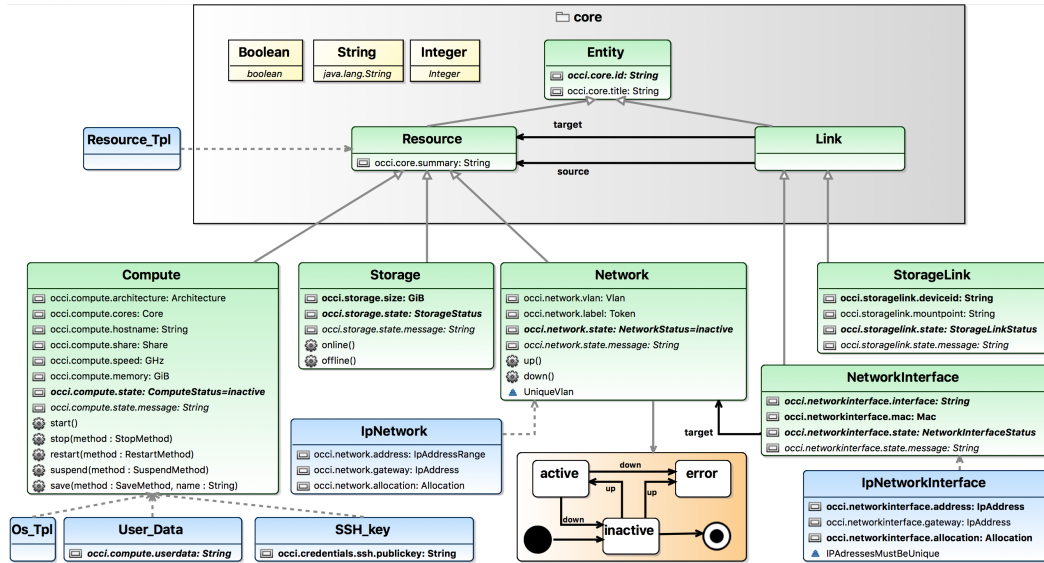 core
Boolean
boolean
String
java.lang.String
Integer
Integer
Entity
occi.core.id: String
occi.core.title: String
Resource_Tpl
Resource
occi.core.summary: String
target
source
Link
Compute
occi.compute.architecture: Architecture
occi.compute.cores: Core
occi.compute.hostname: String
occi.compute.share: Share
occi.compute.speed: GHz
occi.compute.memory: GiB
occi.compute.state: ComputeStatus=inactive
occi.compute.state.message: String
start()
stop(method : StopMethod)
restart(method : RestartMethod)
suspend(method : SuspendMethod)
save(method : SaveMethod, name : String)
Storage
occi.storage.size: GiB
occi.storage.state: StorageStatus
occi.storage.state.message: String
online()
offline()
Network
occi.network.vlan: Vlan
occi.network.label: Token
occi.network.state: NetworkStatus=inactive
occi.network.state.message: String
up()
down()
UniqueVlan
StorageLink
occi.storagelink.deviceid: String
occi.storagelink.mountpoint: String
occi.storagelink.state: StorageLinkStatus
occi.storagelink.state.message: String
NetworkInterface
occi.networkinterface.interface: String
occi.networkinterface.mac: Mac
occi.networkinterface.state: NetworkInterfaceStatus
occi.networkinterface.state.message: String
target
IpNetwork
occi.network.address: IpAddressRange
occi.network.gateway: IpAddress
occi.network.allocation: Allocation
active
down
error
up
up
down
inactive
IpNetworkInterface
occi.networkinterface.address: IpAddress
occi.networkinterface.gateway: IpAddress
occi.networkinterface.allocation: Allocation
IPAdressesMustBeUnique
Os_Tpl
User_Data
occi.compute.userdata: String
SSH_key
occi.credentials.ssh.publickey: String